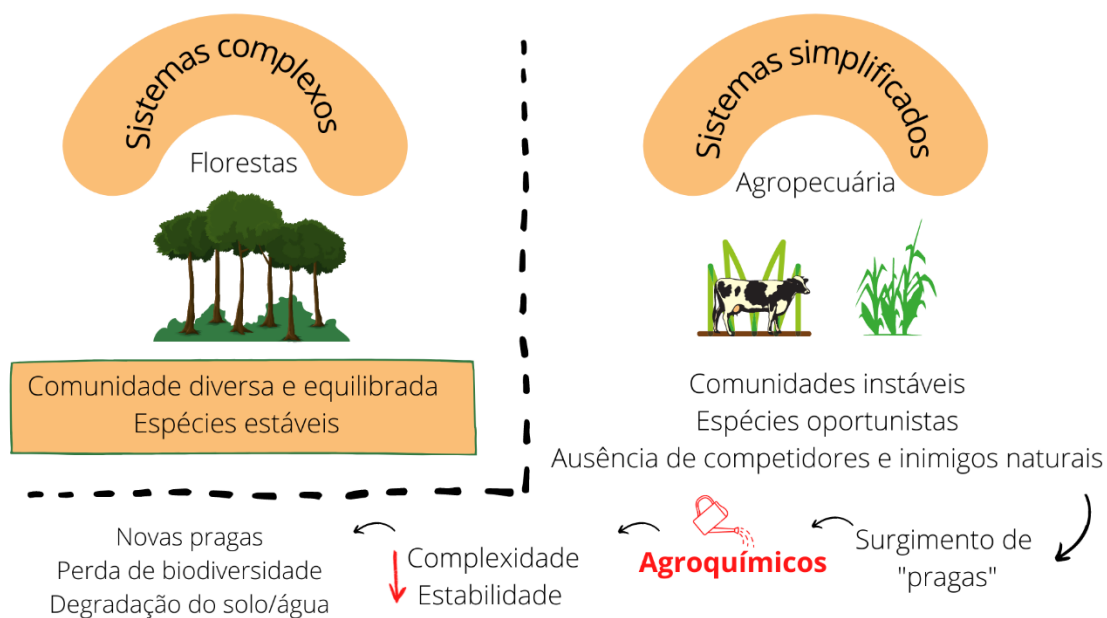 Sistemas complexos
Florestas
Comunidade diversa e equilibrada
Espécies estáveis
Sistemas simplificados
Agropecuária
Comunidades instáveis
Espécies oportunistas
Ausência de competidores e inimigos naturais
Surgimento de
"pragas"
Agroquímicos
Complexidade
Estabilidade
Novas pragas
Perda de biodiversidade
Degradação do solo/água